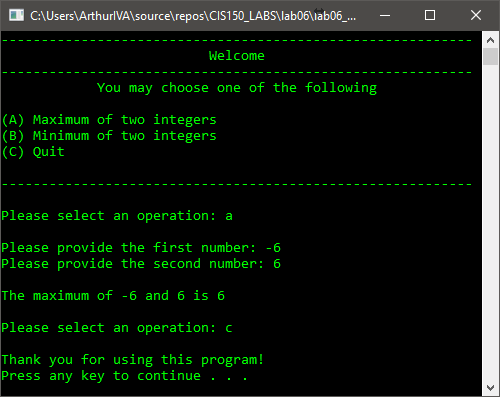 C:\Users\ArthurIVA\source\repos\CIS150_LABS\lab06\lab06_...
------------------------------------------------------------
Welcome
------------------------------------------------------------
You may choose one of the following
(A) Maximum of two integers
(B) Minimum of two integers
(C) Quit
------------------------------------------------------------
Please select an operation: a
Please provide the first number: -6
Please provide the second number: 6
The maximum of -6 and 6 is 6
Please select an operation: c
Thank you for using this program!
Press any key to continue . . .